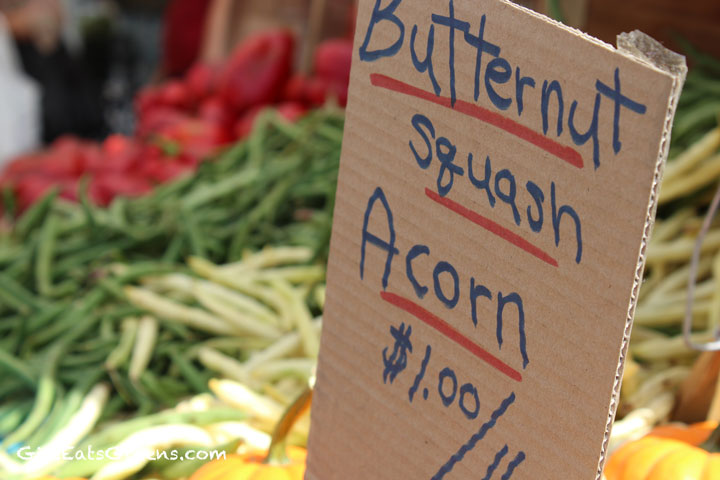 Butternut
Squash
Acorn
$1.00/
GirlEatsGreens.com